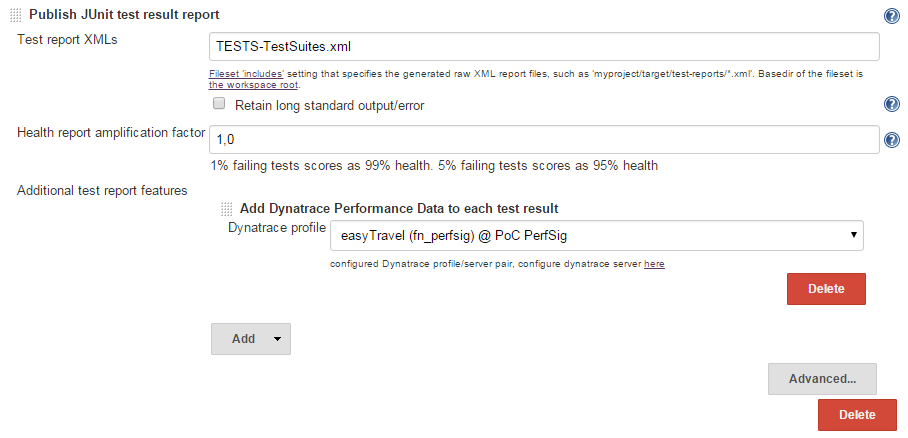 Publish JUnit test result report
?
Test report XMLs
TESTS-TestSuites.xml
Fileset 'includes' setting that specifies the generated raw XML report files, such as 'myproject/target/test-reports/*.xml'. Basedir of the fileset is
the workspace root.
Retain long standard output/error
?
Health report amplification factor
1,0
?
1% failing tests scores as 99% health. 5% failing tests scores as 95% health
Additional test report features
Add Dynatrace Performance Data to each test result
Dynatrace profile
easyTravel (fn_perfsig) @ PoC PerfSig
configured Dynatrace profile/server pair, configure dynatrace server here
Delete
Add
Advanced...
Delete